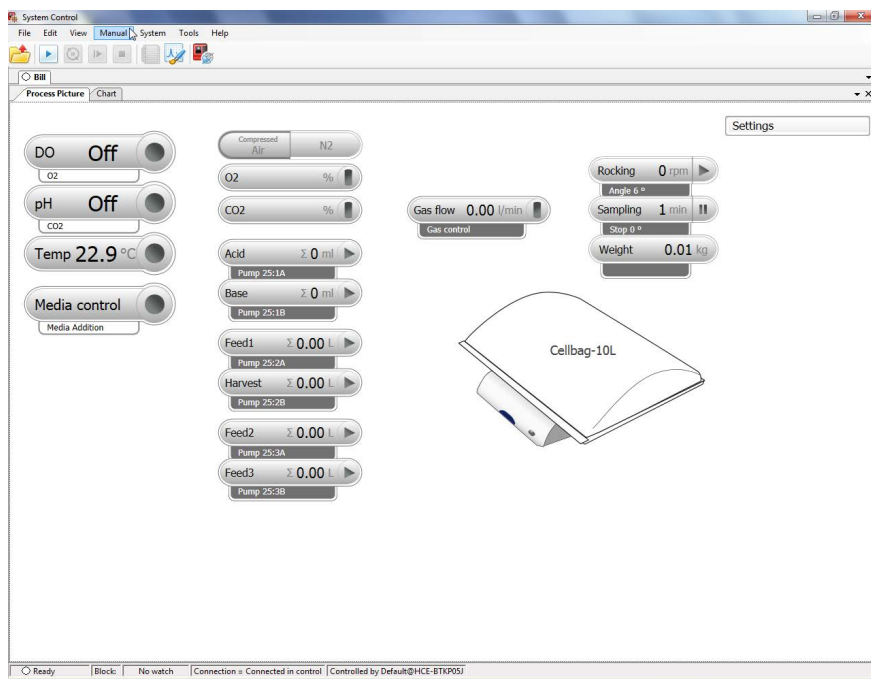 System Control
File Edit View Manual System Tools Help
Bill
Process Picture Chart
Settings
DO Off
O2
pH Off
CO2
Temp 22.9 °C
Media control
Media Addition
Compressed
Air N2
O2 %
CO2 %
Acid Σ 0 ml
Pump 25:1A
Base Σ 0 ml
Pump 25:1B
Feed1 Σ 0.00 L
Pump 25:2A
Harvest Σ 0.00 L
Pump 25:2B
Feed2 Σ 0.00 L
Pump 25:3A
Feed3 Σ 0.00 L
Pump 25:3B
Gas flow 0.00 l/min
Gas control
Rocking 0 rpm
Angle 6 º
Sampling 1 min
Stop 0 º
Weight 0.01 kg
Cellbag-10L
Ready Block: No watch Connection = Connected in control Controlled by Default@HCE-BTKP05J